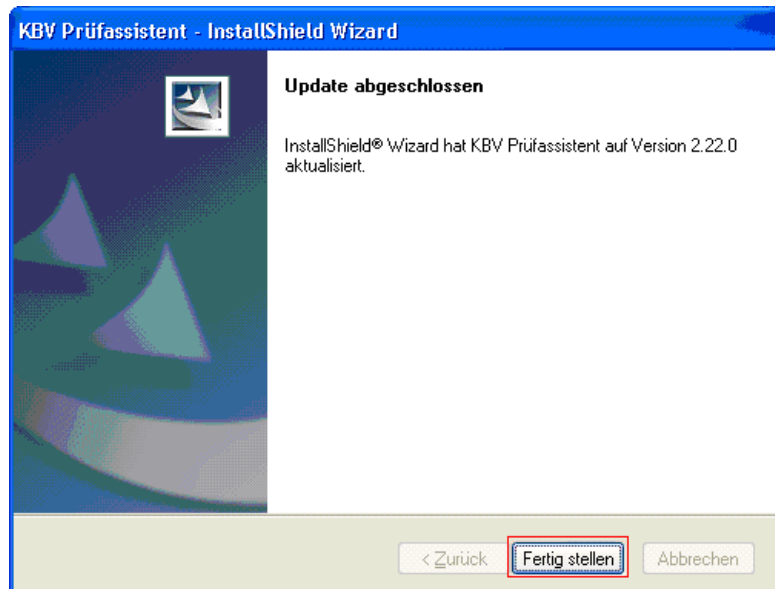 KBV Prüfassistent - InstallShield Wizard
Update abgeschlossen
InstallShield® Wizard hat KBV Prüfassistent auf Version 2.22.0
aktualisiert.
< Zurück
Fertig stellen
Abbrechen